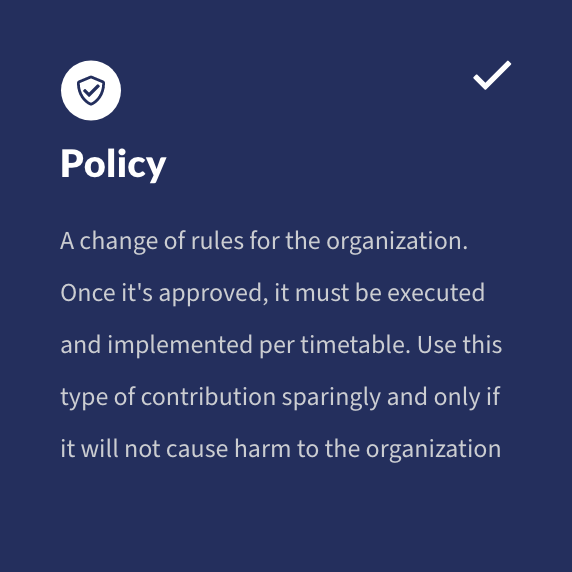 Policy
A change of rules for the organization.
Once it's approved, it must be executed
and implemented per timetable. Use this
type of contribution sparingly and only if
it will not cause harm to the organization